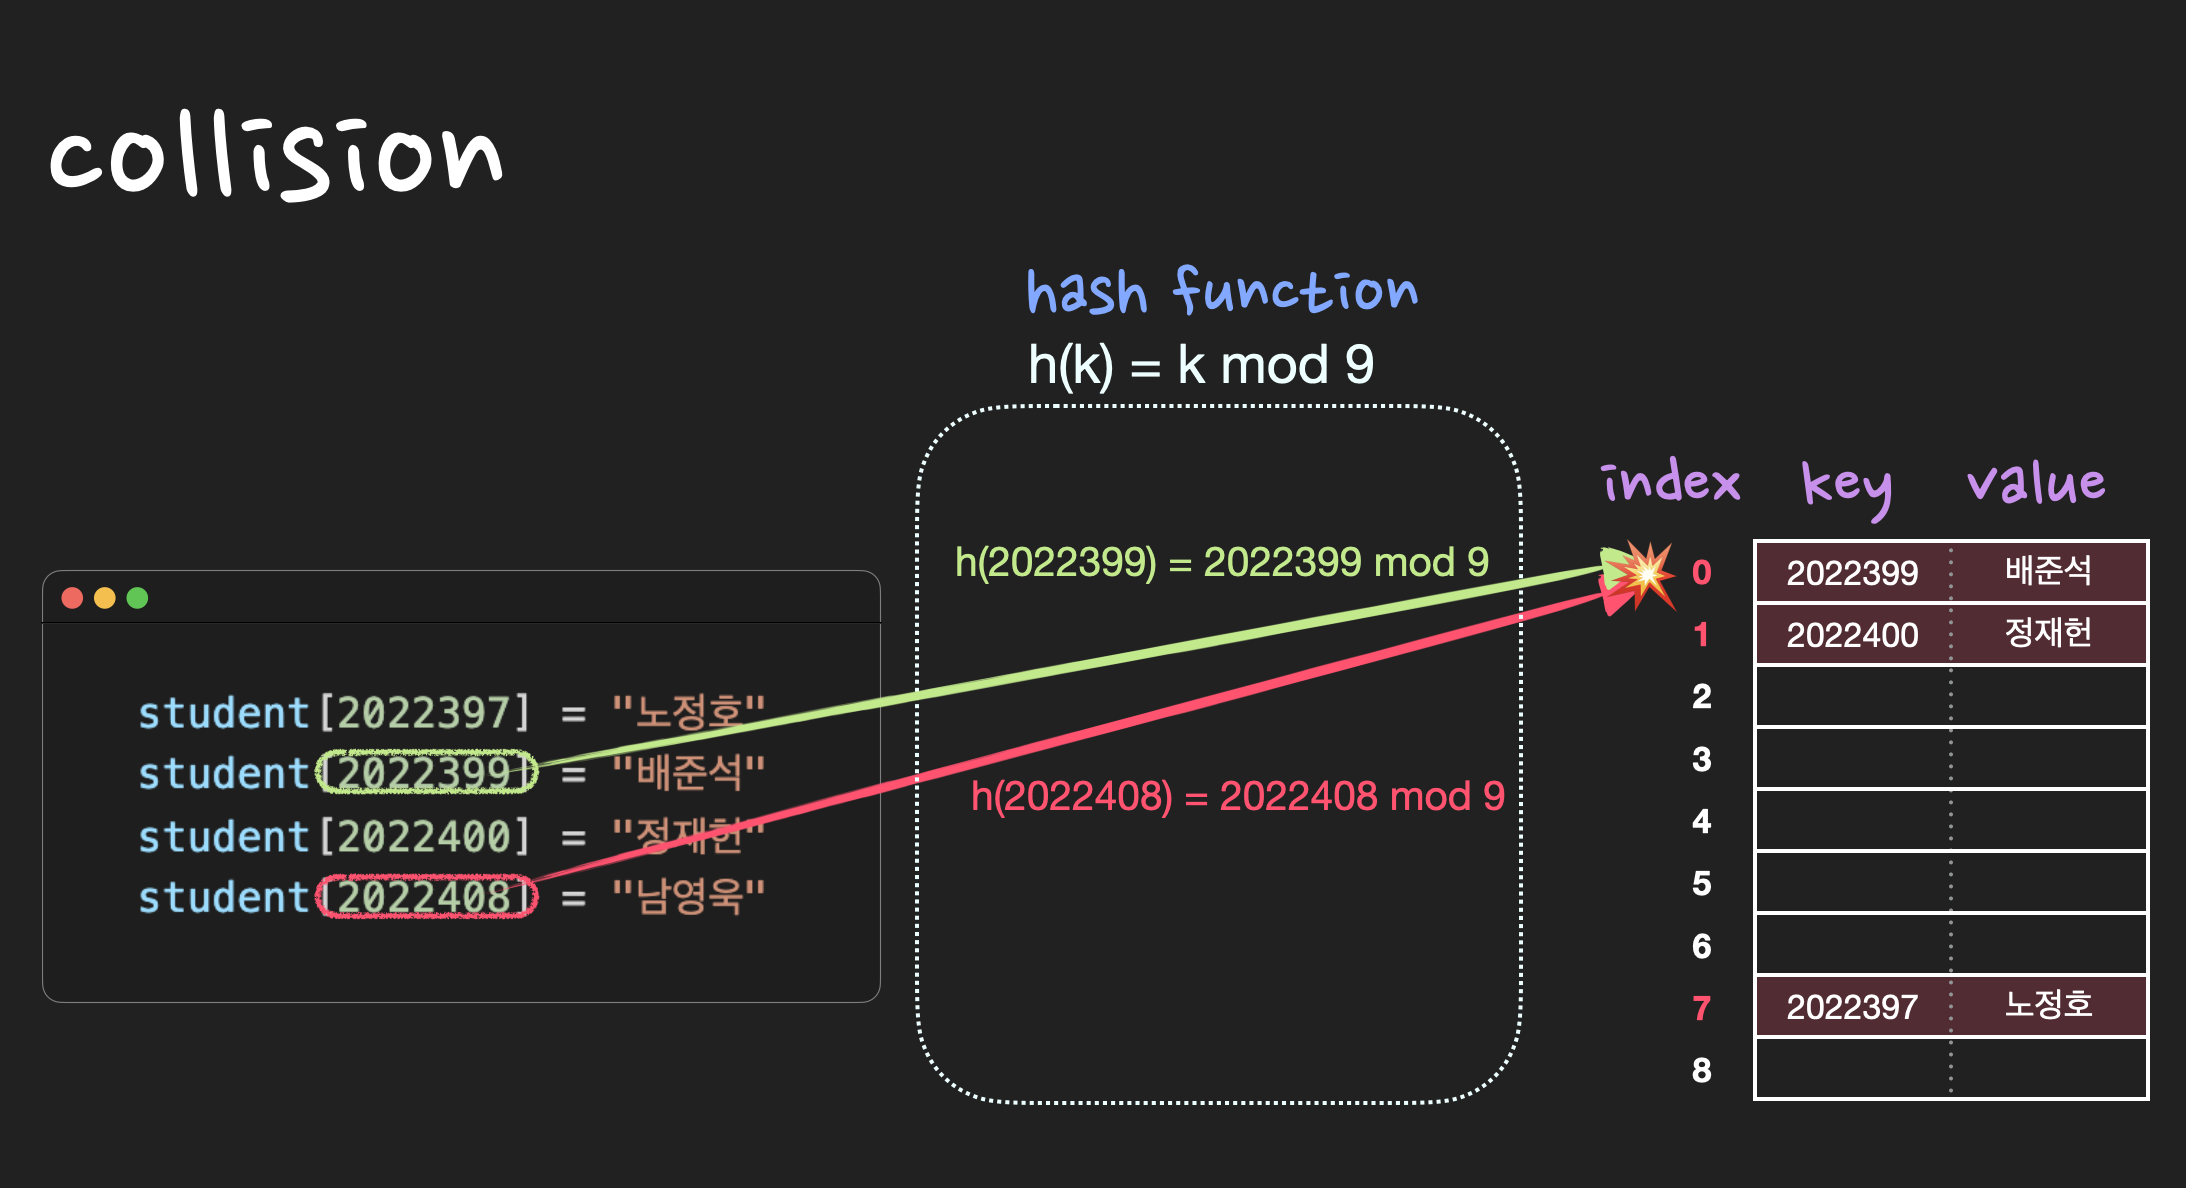 collision
hash function
h(k) = k mod 9
student[2022397] = "노정호"
student[2022399] = "배준석"
student[2022400] = "정재헌"
student[2022408] = "남영욱"
h(2022399) = 2022399 mod 9
h(2022408) = 2022408 mod 9
index key value
0 2022399 배준석
1 2022400 정재헌
2
3
4
5
6
7 2022397 노정호
8